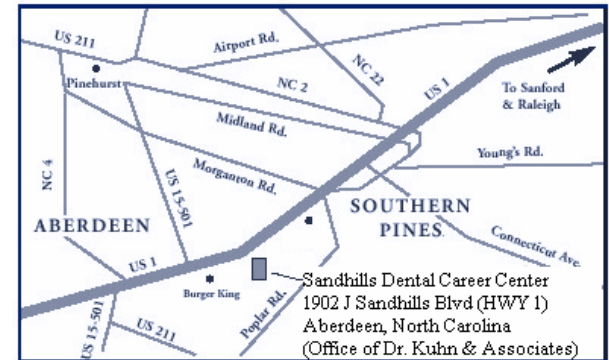 US 211
Airport Rd.
Pinehurst
NC 2
NC 22
US 1
To Sanford
& Raleigh
Midland Rd.
Morganton Rd.
Young's Rd.
NC 4
US 15-501
ABERDEEN
SOUTHERN
PINES
Connecticut Ave.
US 1
Burger King
Poplar Rd.
US 15-501
US 211
Sandhills Dental Career Center
1902 J Sandhills Blvd (HWY 1)
Aberdeen, North Carolina
(Office of Dr. Kuhn & Associates)